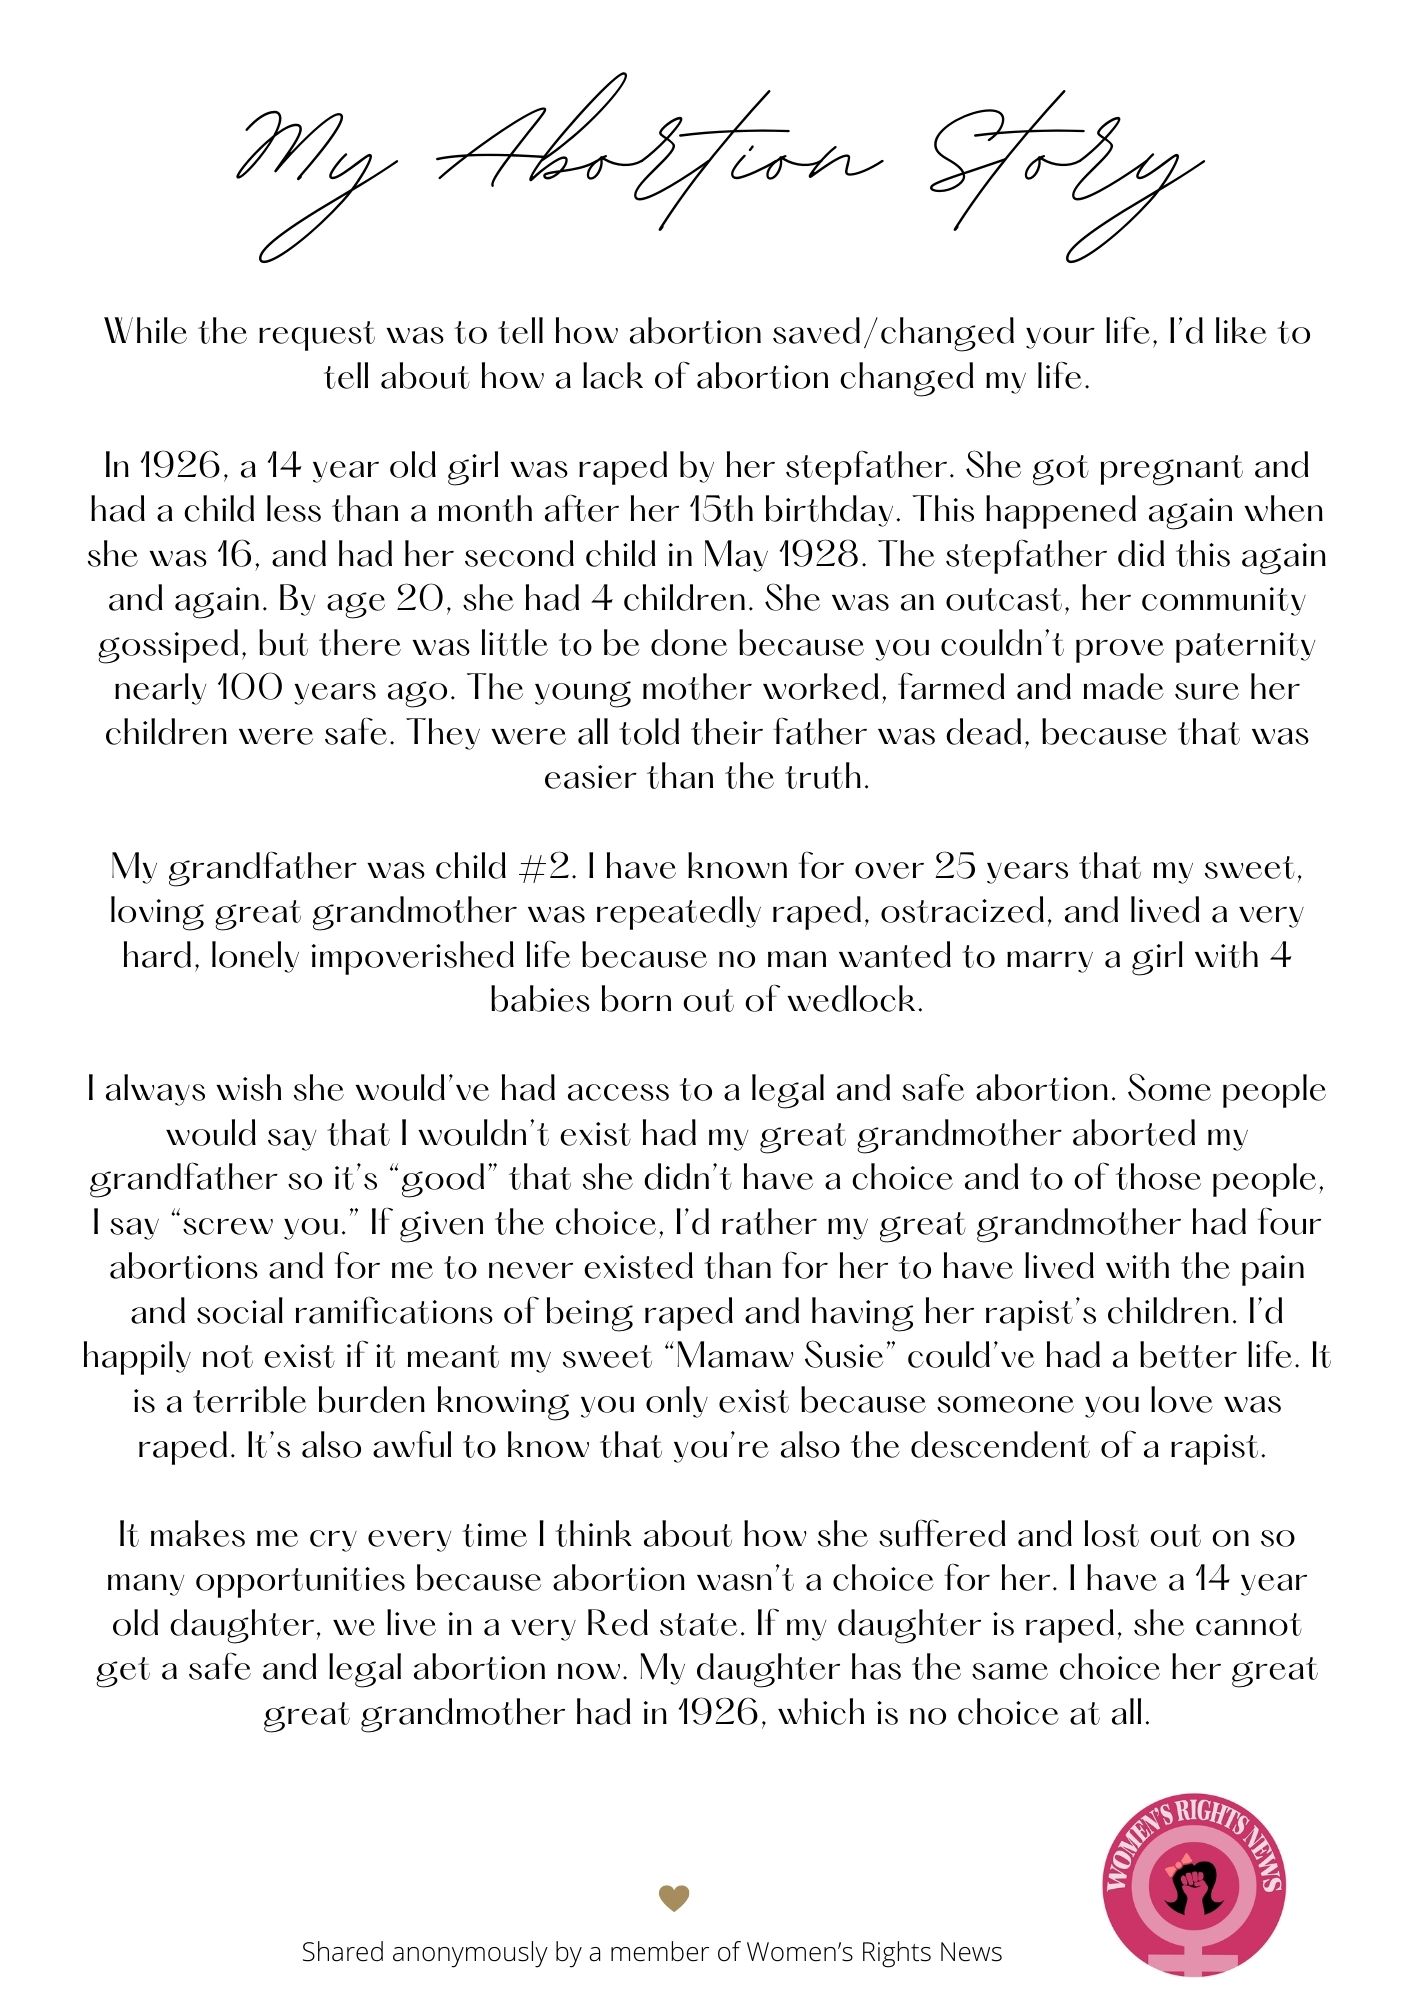 My Abortion Story
While the request was to tell how abortion saved/changed your life, I’d like to
tell about how a lack of abortion changed my life.
In 1926, a 14 year old girl was raped by her stepfather. She got pregnant and
had a child less than a month after her 15th birthday. This happened again when
she was 16, and had her second child in May 1928. The stepfather did this again
and again. By age 20, she had 4 children. She was an outcast, her community
gossiped, but there was little to be done because you couldn’t prove paternity
nearly 100 years ago. The young mother worked, farmed and made sure her
children were safe. They were all told their father was dead, because that was
easier than the truth.
My grandfather was child #2. I have known for over 25 years that my sweet,
loving great grandmother was repeatedly raped, ostracized, and lived a very
hard, lonely impoverished life because no man wanted to marry a girl with 4
babies born out of wedlock.
I always wish she would’ve had access to a legal and safe abortion. Some people
would say that I wouldn’t exist had my great grandmother aborted my
grandfather so it’s “good” that she didn’t have a choice and to of those people,
I say “screw you.” If given the choice, I’d rather my great grandmother had four
abortions and for me to never existed than for her to have lived with the pain
and social ramifications of being raped and having her rapist’s children. I’d
happily not exist if it meant my sweet “Mamaw Susie” could’ve had a better life. It
is a terrible burden knowing you only exist because someone you love was
raped. It’s also awful to know that you’re also the descendent of a rapist.
It makes me cry every time I think about how she suffered and lost out on so
many opportunities because abortion wasn’t a choice for her. I have a 14 year
old daughter, we live in a very Red state. If my daughter is raped, she cannot
get a safe and legal abortion now. My daughter has the same choice her great
great grandmother had in 1926, which is no choice at all.
WOMEN'S RIGHTS NEWS
Shared anonymously by a member of Women’s Rights News